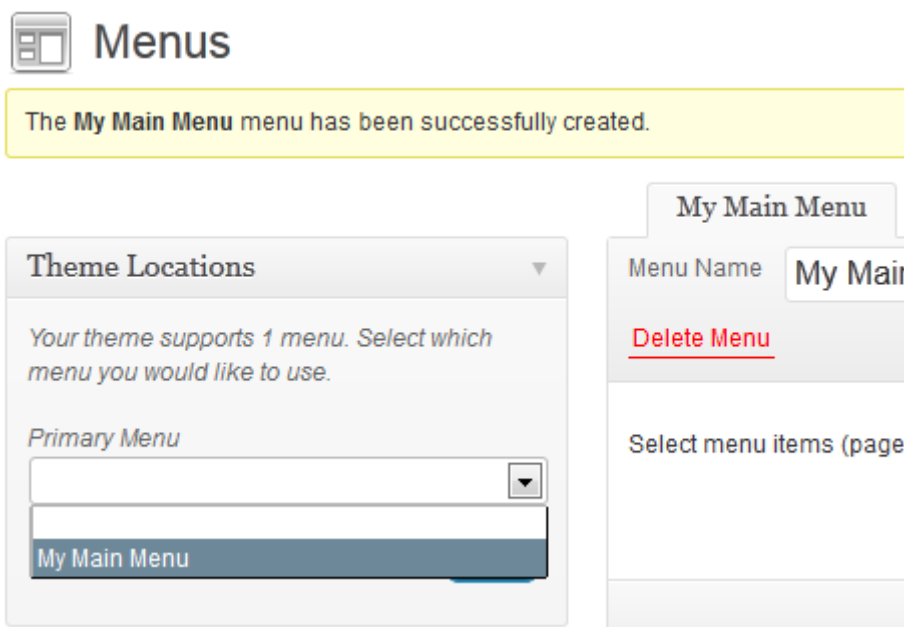 Menus
The My Main Menu menu has been successfully created.
My Main Menu
Theme Locations
Your theme supports 1 menu. Select which
menu you would like to use.
Primary Menu
My Main Menu
Menu Name
My Main
Delete Menu
Select menu items (page